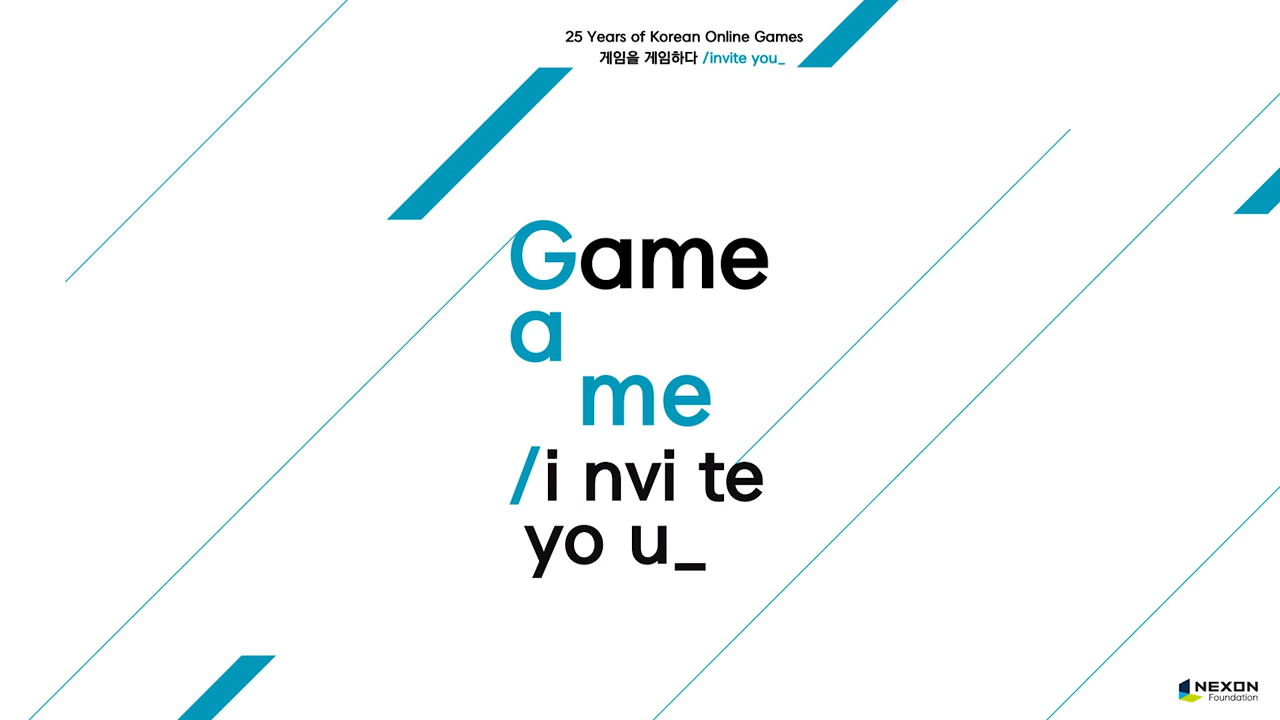 25 Years of Korean Online Games
게임을 게임하다 /invite you_
Game
a
me
/i nvi te
yo u_
NEXON
Foundation